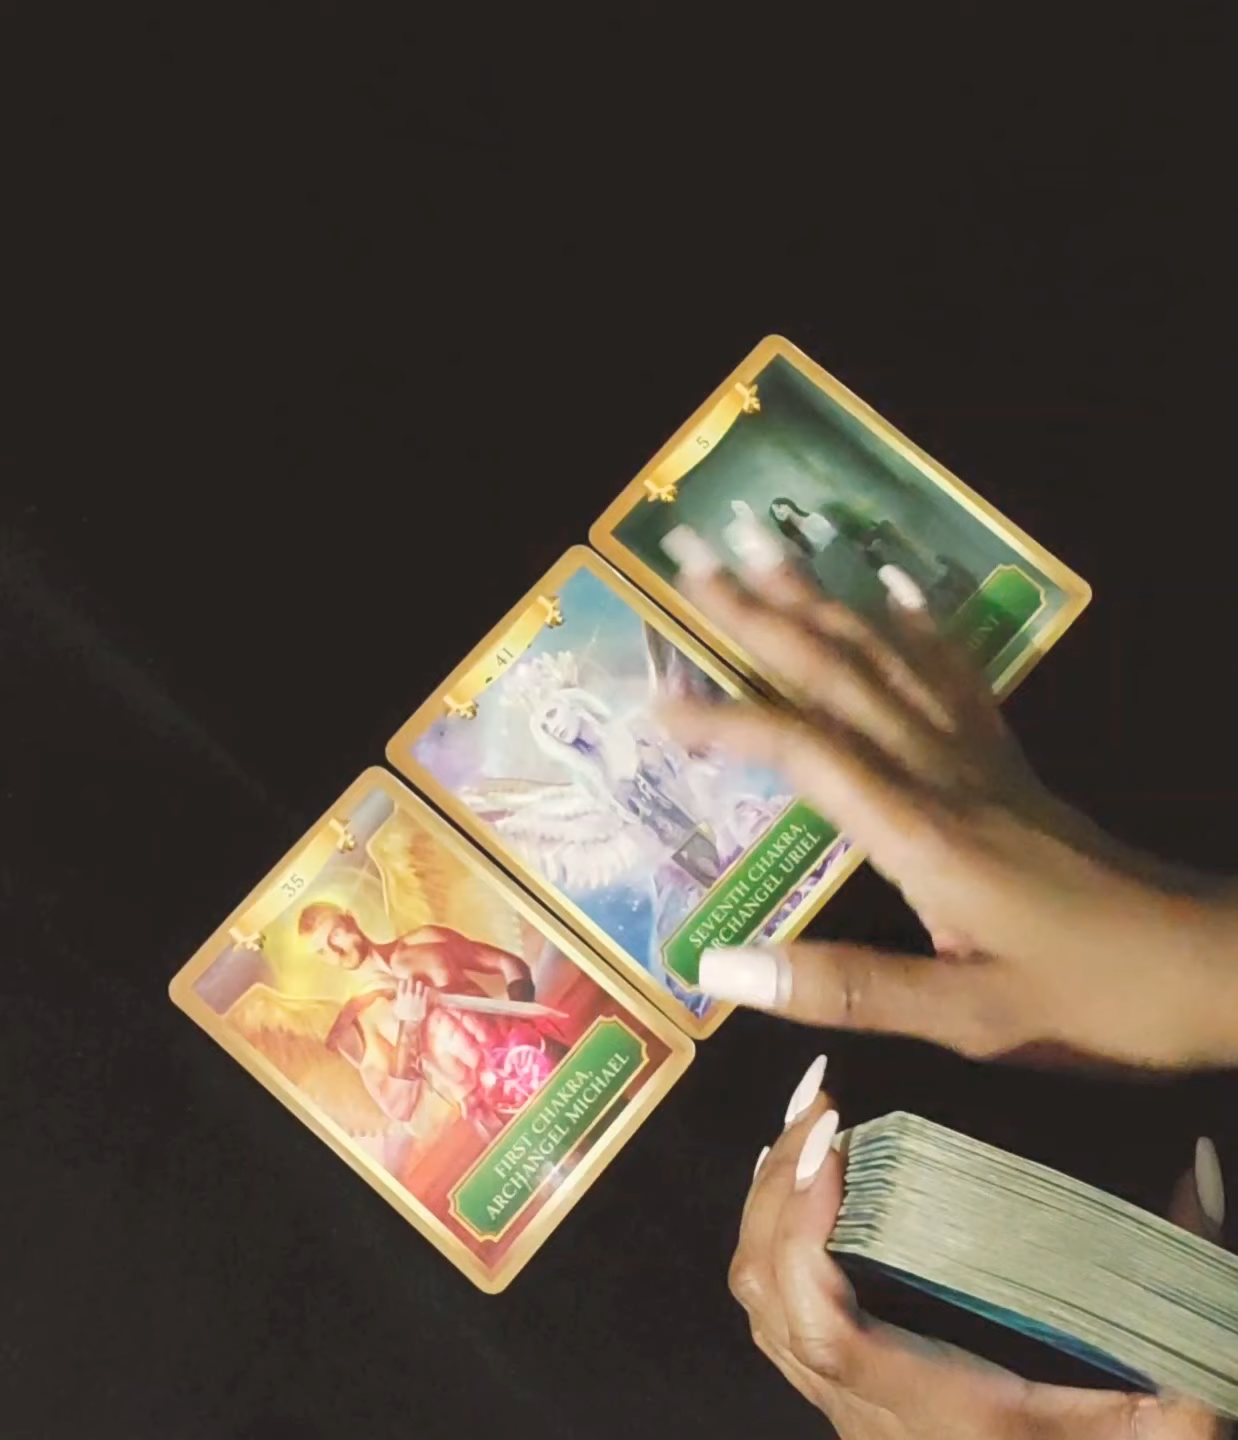 35
FIRST CHAKRA,
ARCHANGEL MICHAEL
41
SEVENTH CHAKRA,
ARCHANGEL URIEL
5